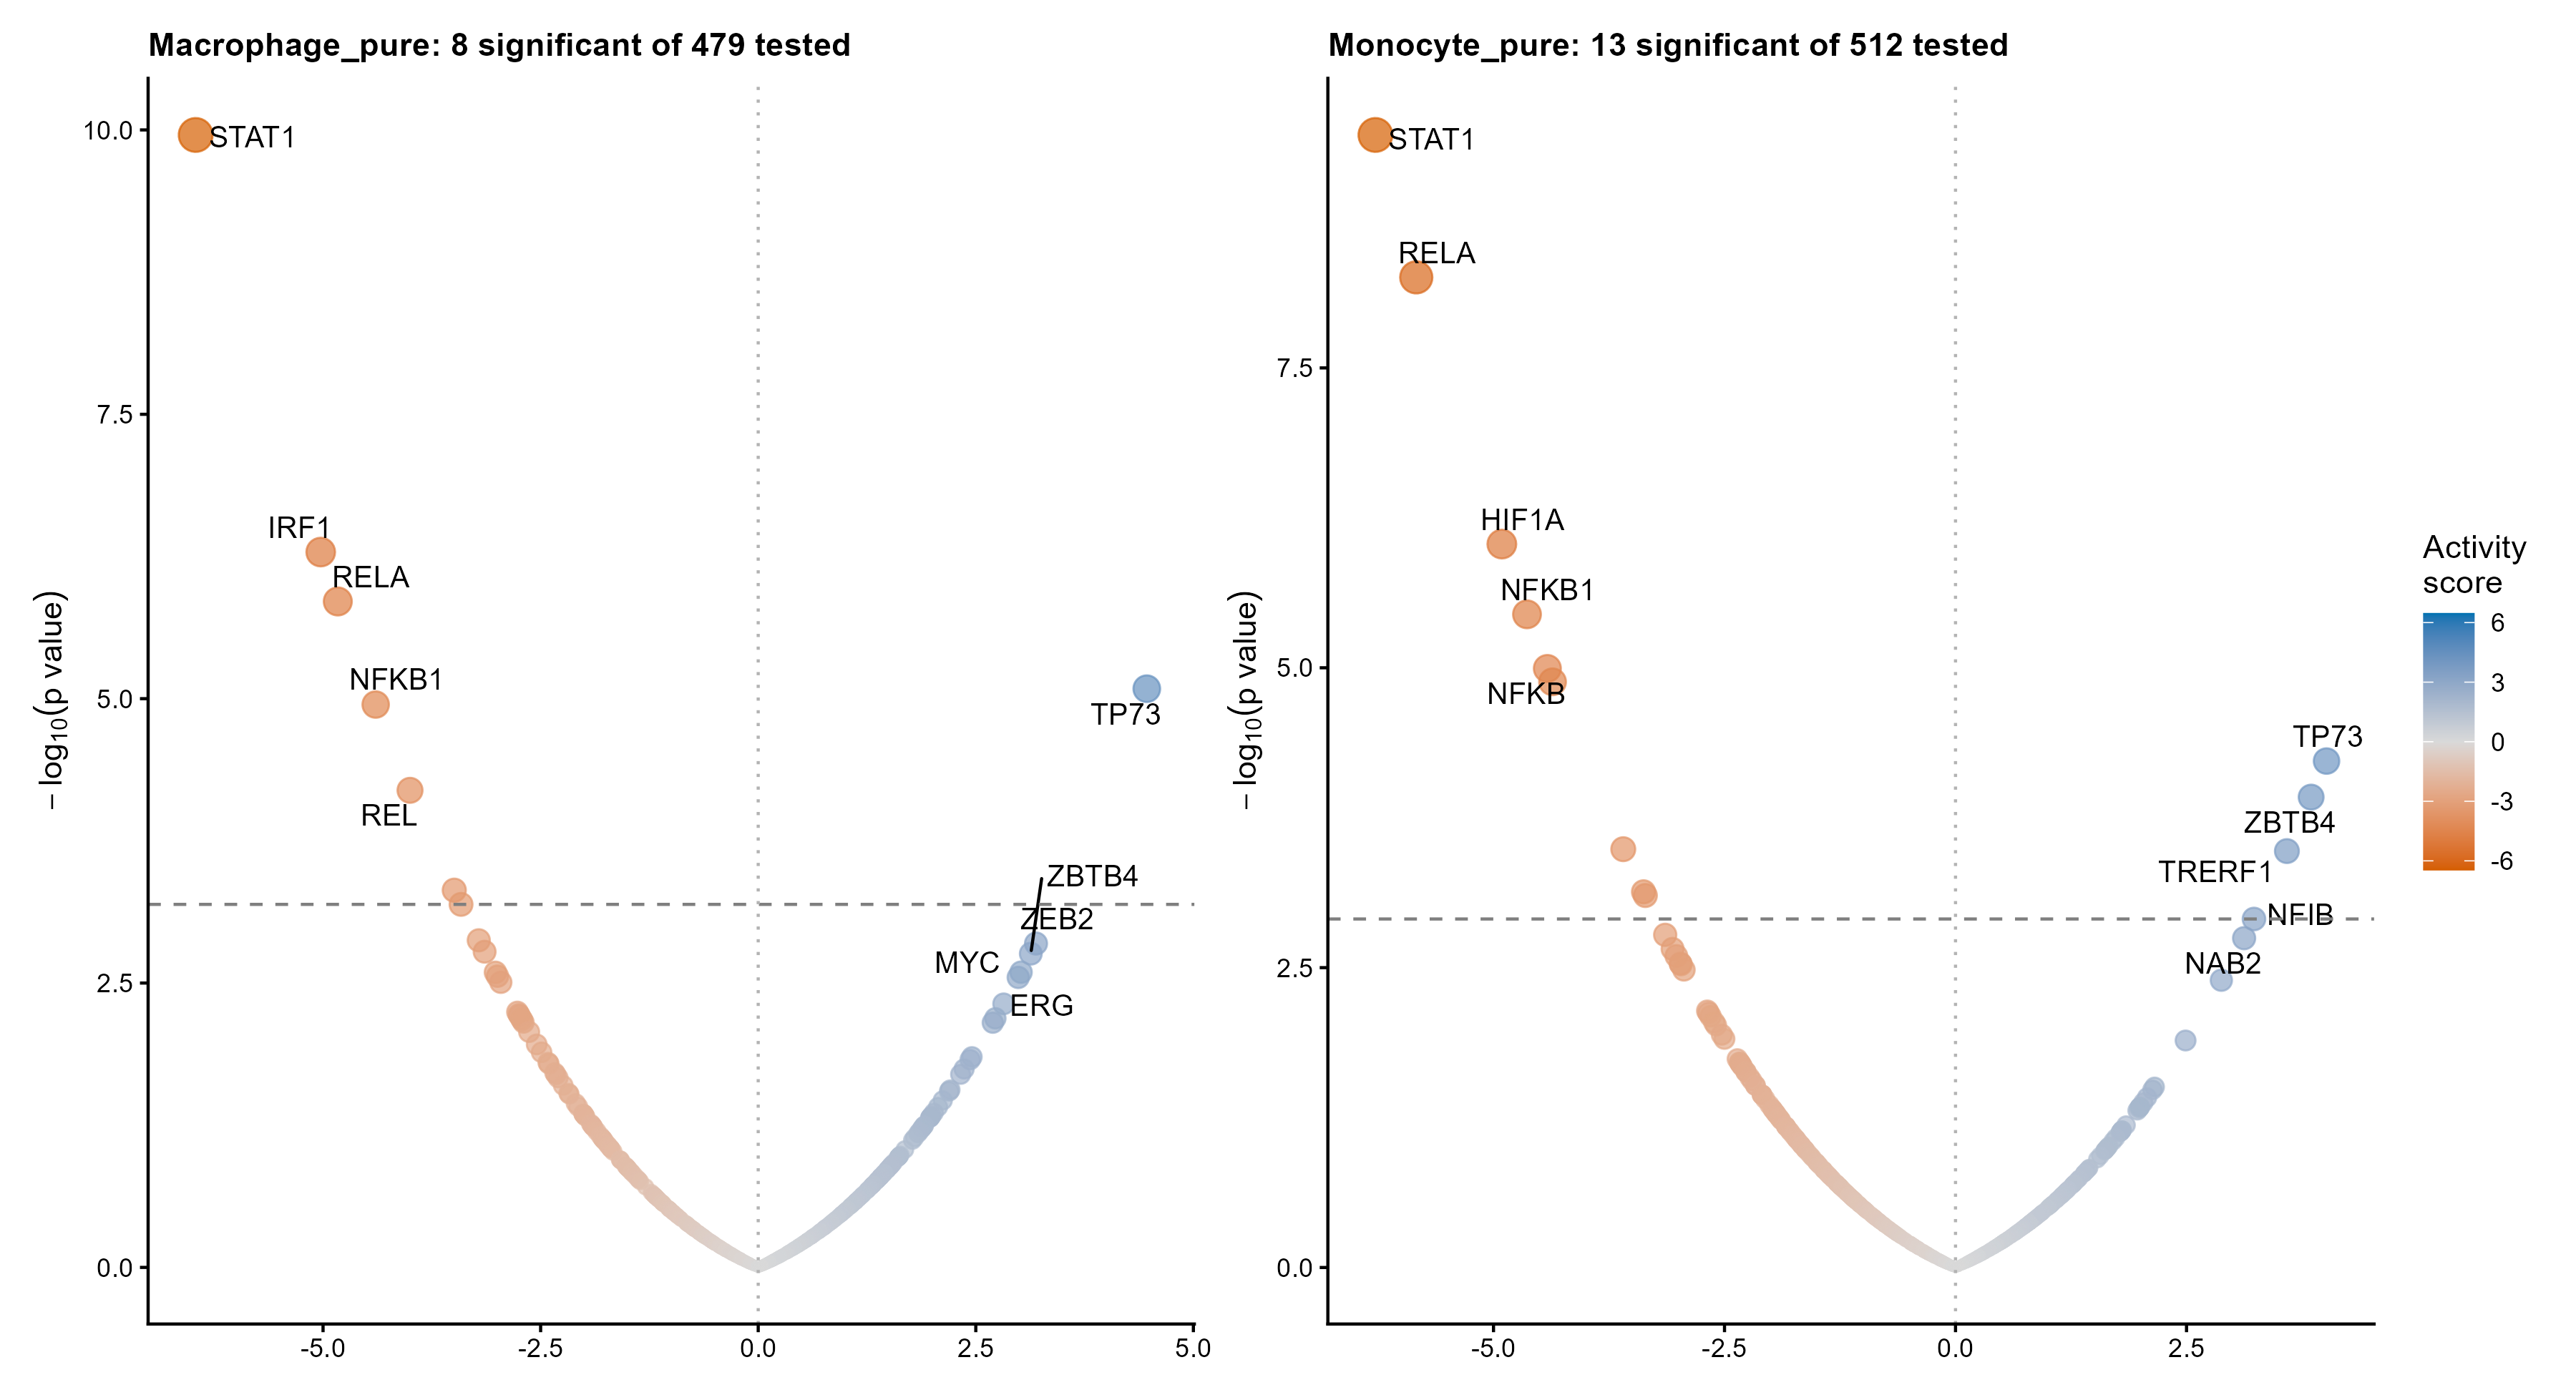 Macrophage_pure: 8 significant of 479 tested
− log10(p value)
10.0
7.5
5.0
2.5
0.0
STAT1
IRF1
RELA
NFKB1
REL
TP73
ZBTB4
ZEB2
MYC
ERG
-5.0
-2.5
0.0
2.5
5.0
Monocyte_pure: 13 significant of 512 tested
− log10(p value)
7.5
5.0
2.5
0.0
STAT1
RELA
HIF1A
NFKB1
NFKB
TP73
ZBTB4
TRERF1
NFIB
NAB2
-5.0
-2.5
0.0
2.5
Activity
score
6
3
0
-3
-6